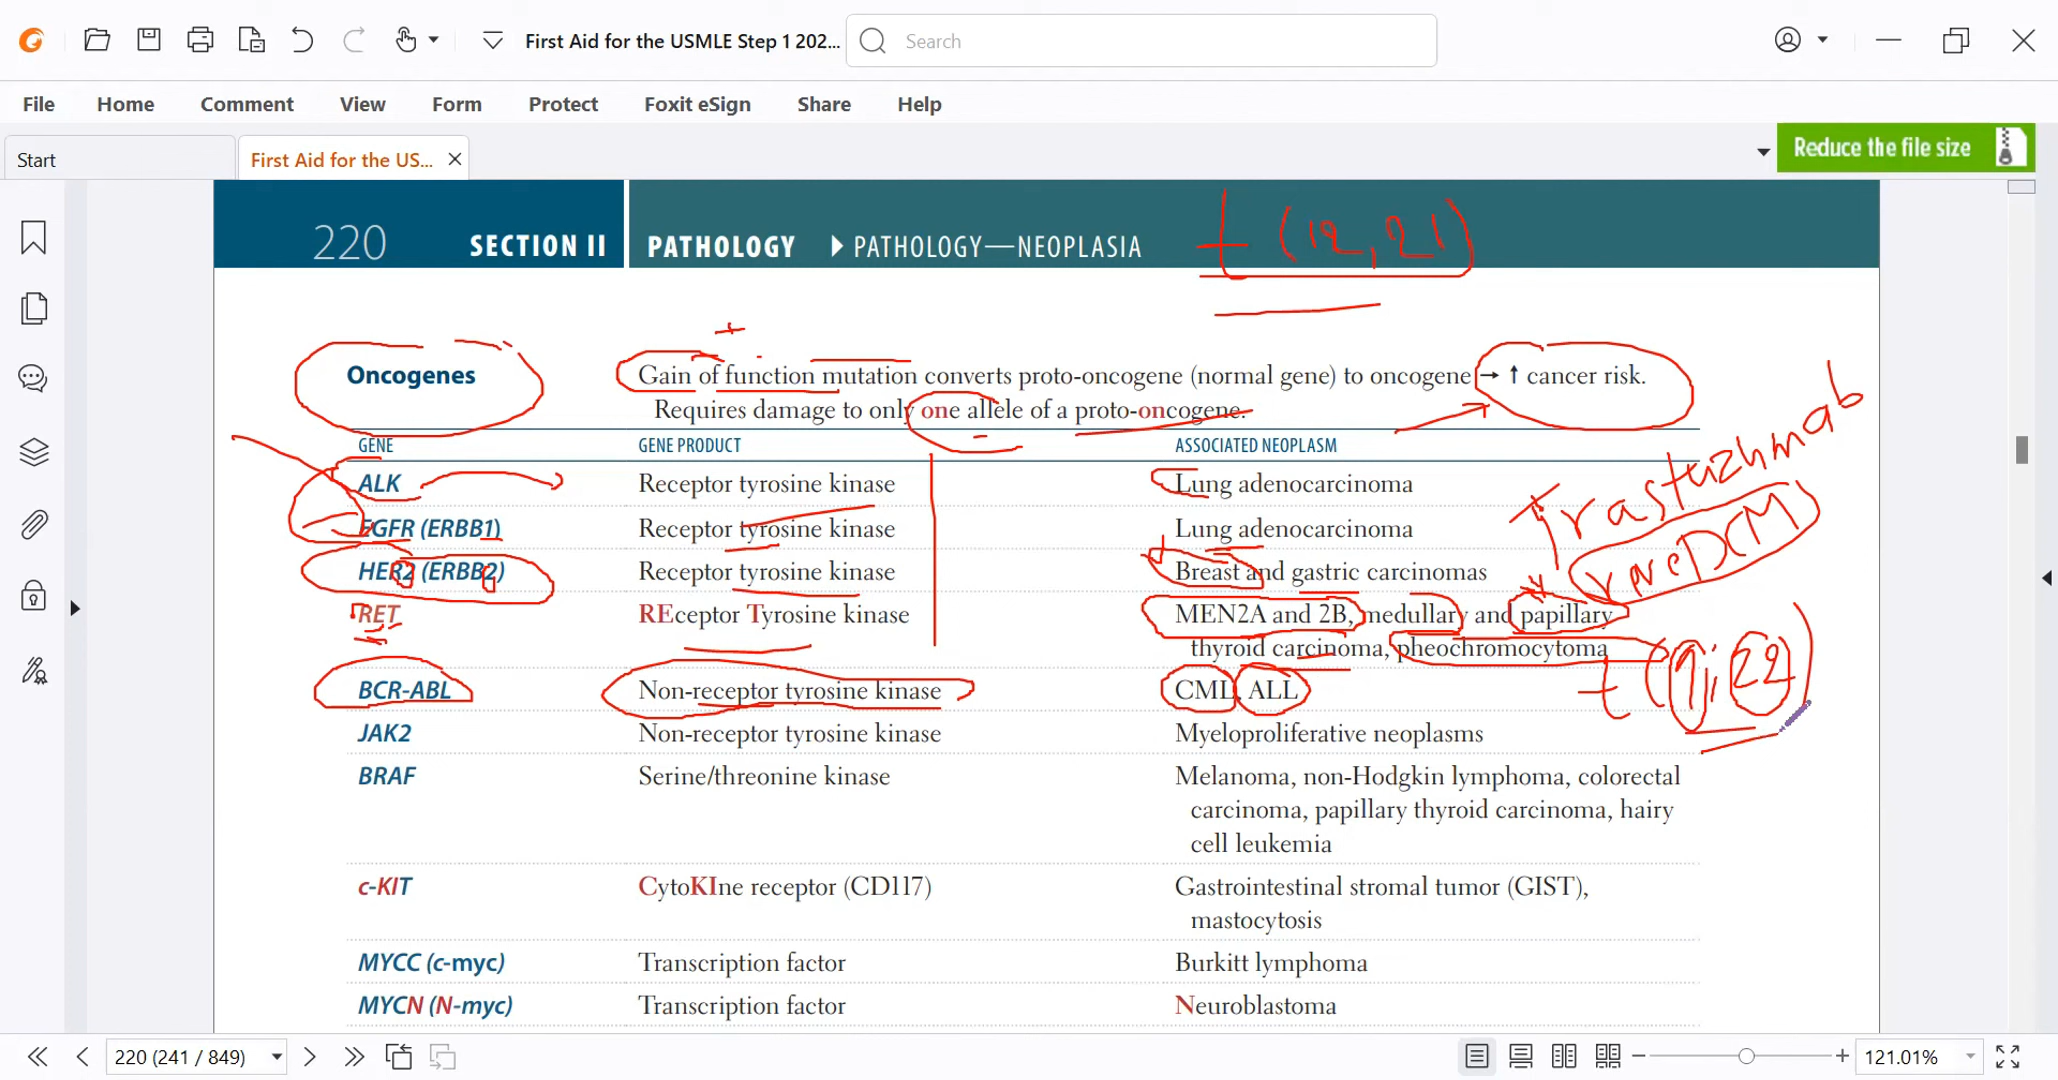 First Aid for the USMLE Step 1 202...
Search
File Home Comment View Form Protect Foxit eSign Share Help
Start
First Aid for the US...
Reduce the file size
220 SECTION II PATHOLOGY ▶ PATHOLOGY—NEOPLASIA
t (12,21)
+
Oncogenes
Gain of function mutation converts proto-oncogene (normal gene) to oncogene → ↑ cancer risk.
Requires damage to only one allele of a proto-oncogene.
GENE GENE PRODUCT ASSOCIATED NEOPLASM
ALK Receptor tyrosine kinase Lung adenocarcinoma
Trastuzhmab
EGFR (ERBB1) Receptor tyrosine kinase Lung adenocarcinoma
rare DCM
HER2 (ERBB2) Receptor tyrosine kinase Breast and gastric carcinomas
RET REceptor Tyrosine kinase MEN2A and 2B, medullary and papillary
thyroid carcinoma, pheochromocytoma
t (9;22)
BCR-ABL Non-receptor tyrosine kinase CML, ALL
JAK2 Non-receptor tyrosine kinase Myeloproliferative neoplasms
BRAF Serine/threonine kinase Melanoma, non-Hodgkin lymphoma, colorectal
carcinoma, papillary thyroid carcinoma, hairy
cell leukemia
c-KIT CytoKIne receptor (CD117) Gastrointestinal stromal tumor (GIST),
mastocytosis
MYCC (c-myc) Transcription factor Burkitt lymphoma
MYCN (N-myc) Transcription factor Neuroblastoma
220 (241 / 849)
121.01%